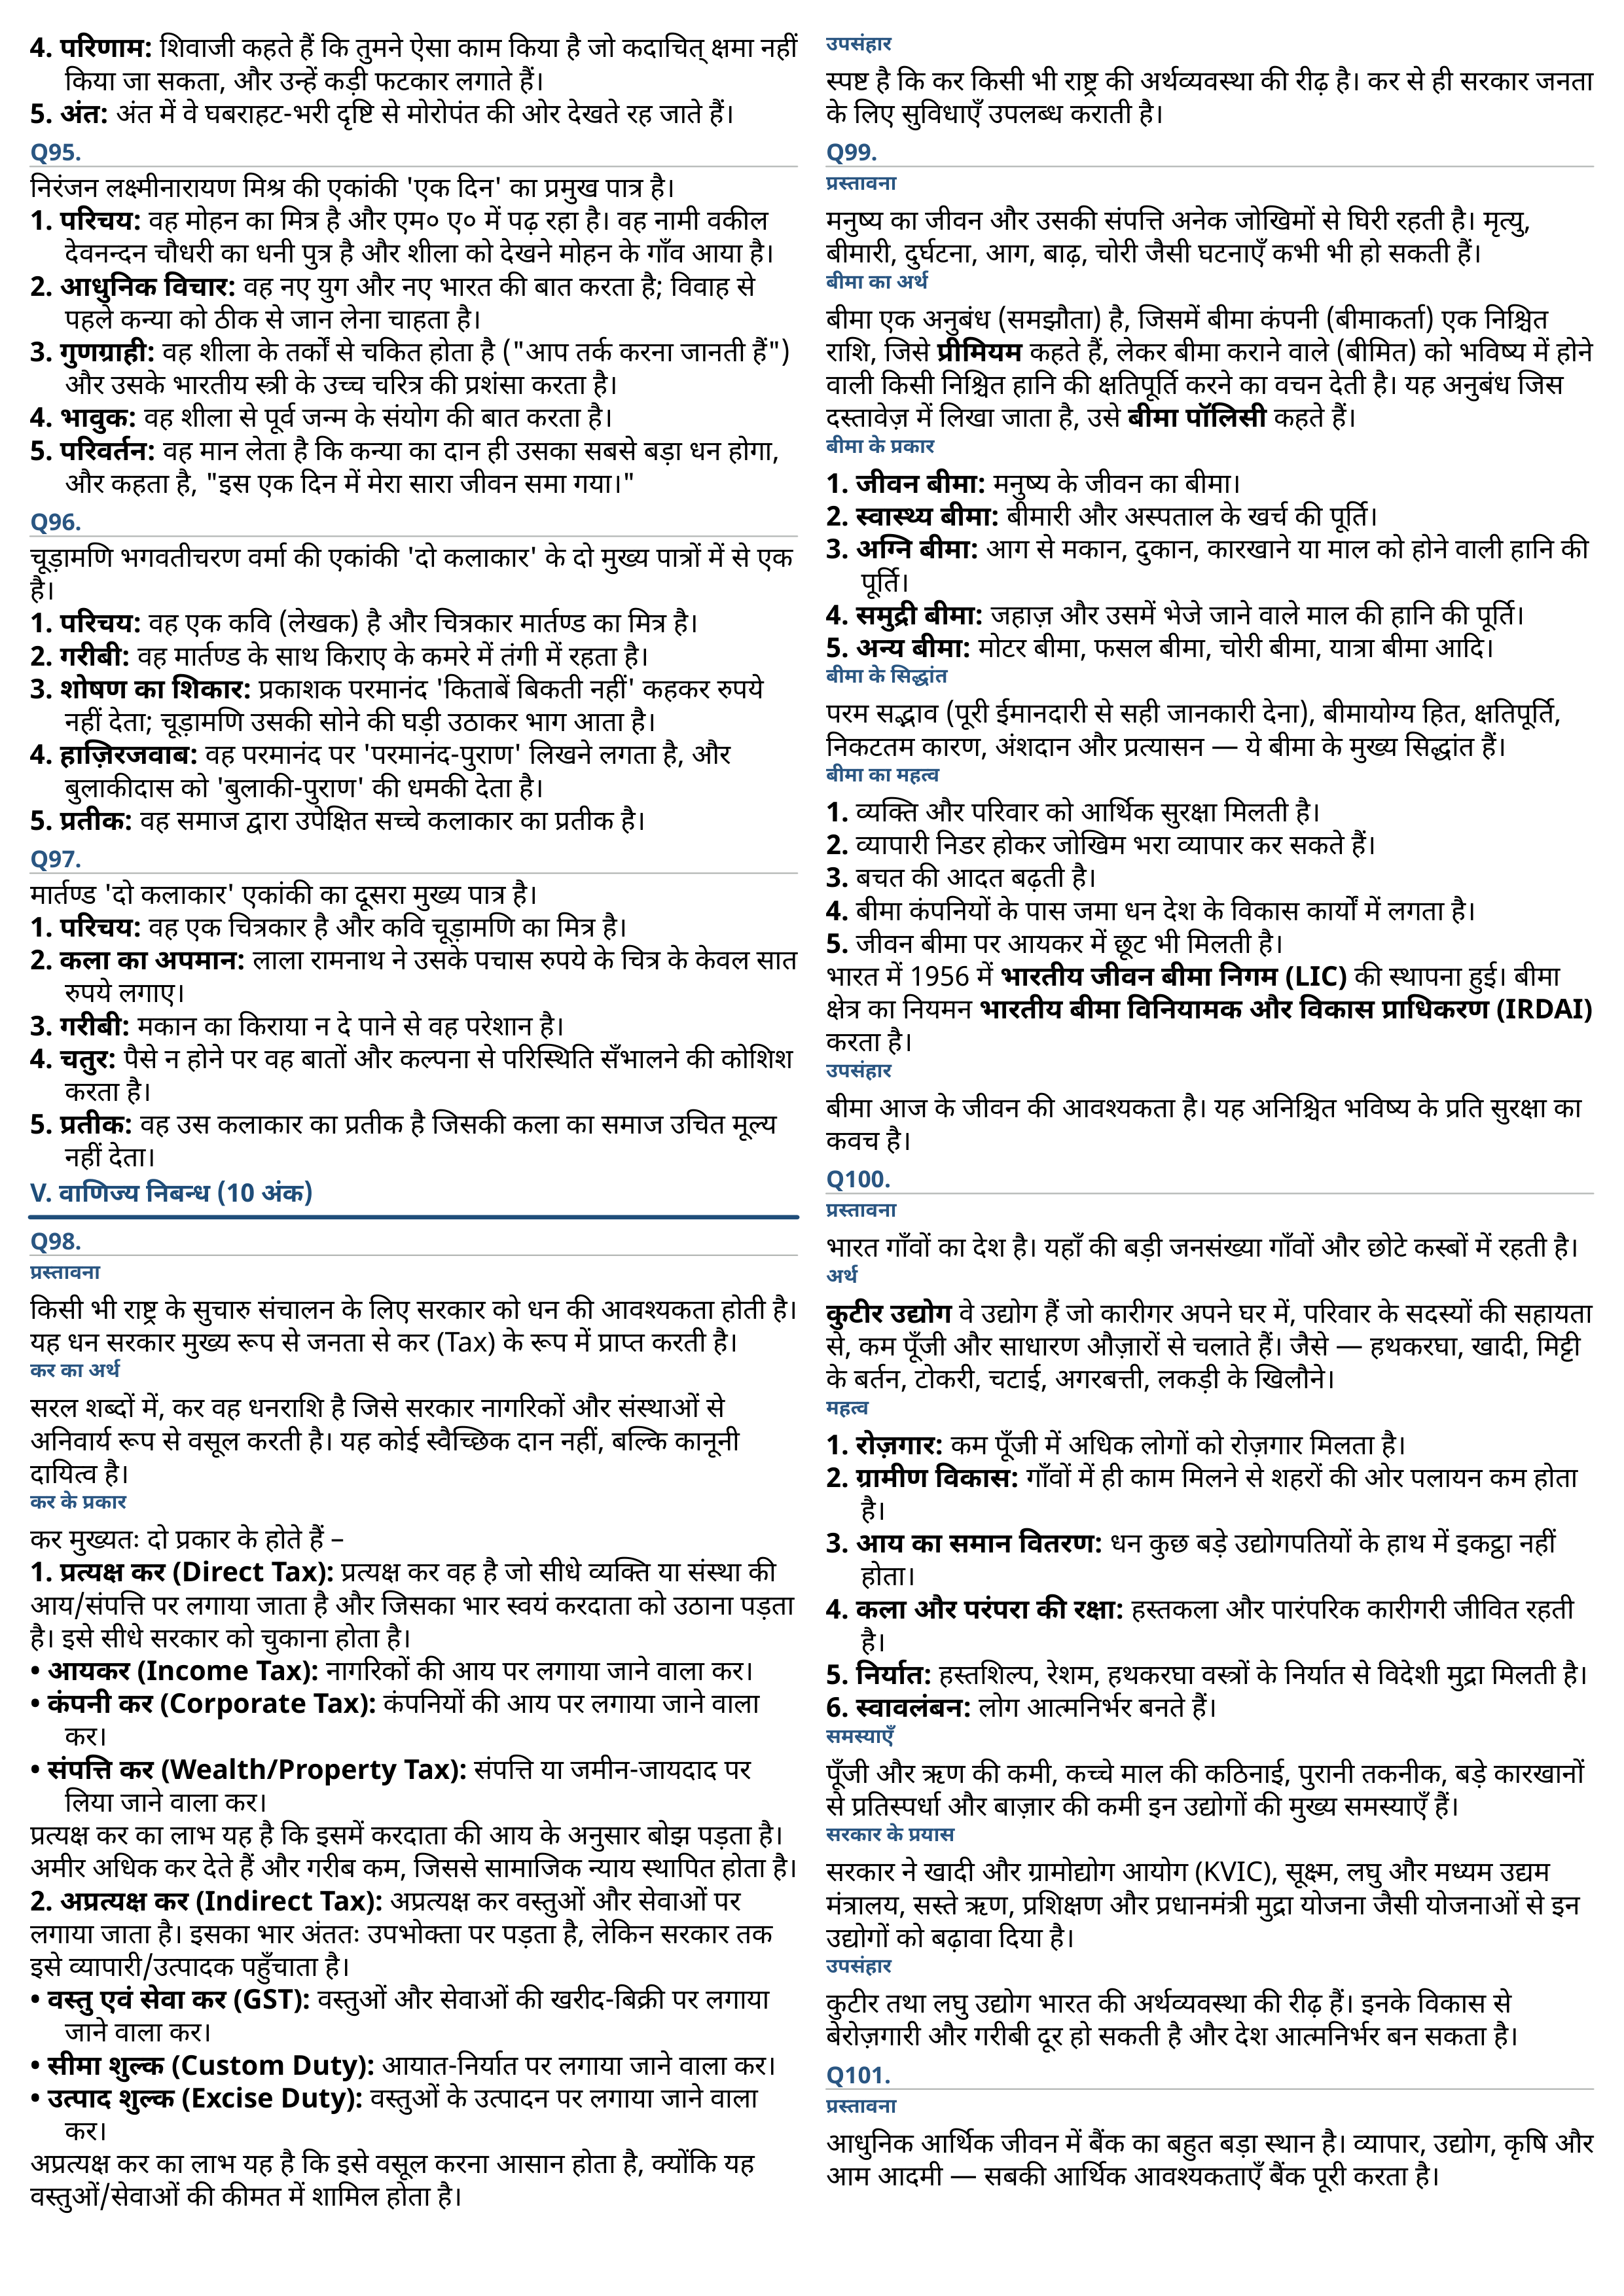 4. परिणाम: शिवाजी कहते हैं कि तुमने ऐसा काम किया है जो कदाचित् क्षमा नहीं
किया जा सकता, और उन्हें कड़ी फटकार लगाते हैं।
5. अंत: अंत में वे घबराहट-भरी दृष्टि से मोरोपंत की ओर देखते रह जाते हैं।
Q95.
निरंजन लक्ष्मीनारायण मिश्र की एकांकी 'एक दिन' का प्रमुख पात्र है।
1. परिचय: वह मोहन का मित्र है और एम० ए० में पढ़ रहा है। वह नामी वकील
देवनन्दन चौधरी का धनी पुत्र है और शीला को देखने मोहन के गाँव आया है।
2. आधुनिक विचार: वह नए युग और नए भारत की बात करता है; विवाह से
पहले कन्या को ठीक से जान लेना चाहता है।
3. गुणग्राही: वह शीला के तर्कों से चकित होता है ("आप तर्क करना जानती हैं")
और उसके भारतीय स्त्री के उच्च चरित्र की प्रशंसा करता है।
4. भावुक: वह शीला से पूर्व जन्म के संयोग की बात करता है।
5. परिवर्तन: वह मान लेता है कि कन्या का दान ही उसका सबसे बड़ा धन होगा,
और कहता है, "इस एक दिन में मेरा सारा जीवन समा गया।"
Q96.
चूड़ामणि भगवतीचरण वर्मा की एकांकी 'दो कलाकार' के दो मुख्य पात्रों में से एक
है।
1. परिचय: वह एक कवि (लेखक) है और चित्रकार मार्तण्ड का मित्र है।
2. गरीबी: वह मार्तण्ड के साथ किराए के कमरे में तंगी में रहता है।
3. शोषण का शिकार: प्रकाशक परमानंद 'किताबें बिकती नहीं' कहकर रुपये
नहीं देता; चूड़ामणि उसकी सोने की घड़ी उठाकर भाग आता है।
4. हाज़िरजवाब: वह परमानंद पर 'परमानंद-पुराण' लिखने लगता है, और
बुलाकीदास को 'बुलाकी-पुराण' की धमकी देता है।
5. प्रतीक: वह समाज द्वारा उपेक्षित सच्चे कलाकार का प्रतीक है।
Q97.
मार्तण्ड 'दो कलाकार' एकांकी का दूसरा मुख्य पात्र है।
1. परिचय: वह एक चित्रकार है और कवि चूड़ामणि का मित्र है।
2. कला का अपमान: लाला रामनाथ ने उसके पचास रुपये के चित्र के केवल सात
रुपये लगाए।
3. गरीबी: मकान का किराया न दे पाने से वह परेशान है।
4. चतुर: पैसे न होने पर वह बातों और कल्पना से परिस्थिति सँभालने की कोशिश
करता है।
5. प्रतीक: वह उस कलाकार का प्रतीक है जिसकी कला का समाज उचित मूल्य
नहीं देता।
V. वाणिज्य निबन्ध (10 अंक)
Q98.
प्रस्तावना
किसी भी राष्ट्र के सुचारु संचालन के लिए सरकार को धन की आवश्यकता होती है।
यह धन सरकार मुख्य रूप से जनता से कर (Tax) के रूप में प्राप्त करती है।
कर का अर्थ
सरल शब्दों में, कर वह धनराशि है जिसे सरकार नागरिकों और संस्थाओं से
अनिवार्य रूप से वसूल करती है। यह कोई स्वैच्छिक दान नहीं, बल्कि कानूनी
दायित्व है।
कर के प्रकार
कर मुख्यतः दो प्रकार के होते हैं –
1. प्रत्यक्ष कर (Direct Tax): प्रत्यक्ष कर वह है जो सीधे व्यक्ति या संस्था की
आय/संपत्ति पर लगाया जाता है और जिसका भार स्वयं करदाता को उठाना पड़ता
है। इसे सीधे सरकार को चुकाना होता है।
• आयकर (Income Tax): नागरिकों की आय पर लगाया जाने वाला कर।
• कंपनी कर (Corporate Tax): कंपनियों की आय पर लगाया जाने वाला
कर।
• संपत्ति कर (Wealth/Property Tax): संपत्ति या जमीन-जायदाद पर
लिया जाने वाला कर।
प्रत्यक्ष कर का लाभ यह है कि इसमें करदाता की आय के अनुसार बोझ पड़ता है।
अमीर अधिक कर देते हैं और गरीब कम, जिससे सामाजिक न्याय स्थापित होता है।
2. अप्रत्यक्ष कर (Indirect Tax): अप्रत्यक्ष कर वस्तुओं और सेवाओं पर
लगाया जाता है। इसका भार अंततः उपभोक्ता पर पड़ता है, लेकिन सरकार तक
इसे व्यापारी/उत्पादक पहुँचाता है।
• वस्तु एवं सेवा कर (GST): वस्तुओं और सेवाओं की खरीद-बिक्री पर लगाया
जाने वाला कर।
• सीमा शुल्क (Custom Duty): आयात-निर्यात पर लगाया जाने वाला कर।
• उत्पाद शुल्क (Excise Duty): वस्तुओं के उत्पादन पर लगाया जाने वाला
कर।
अप्रत्यक्ष कर का लाभ यह है कि इसे वसूल करना आसान होता है, क्योंकि यह
वस्तुओं/सेवाओं की कीमत में शामिल होता है।
उपसंहार
स्पष्ट है कि कर किसी भी राष्ट्र की अर्थव्यवस्था की रीढ़ है। कर से ही सरकार जनता
के लिए सुविधाएँ उपलब्ध कराती है।
Q99.
प्रस्तावना
मनुष्य का जीवन और उसकी संपत्ति अनेक जोखिमों से घिरी रहती है। मृत्यु,
बीमारी, दुर्घटना, आग, बाढ़, चोरी जैसी घटनाएँ कभी भी हो सकती हैं।
बीमा का अर्थ
बीमा एक अनुबंध (समझौता) है, जिसमें बीमा कंपनी (बीमाकर्ता) एक निश्चित
राशि, जिसे प्रीमियम कहते हैं, लेकर बीमा कराने वाले (बीमित) को भविष्य में होने
वाली किसी निश्चित हानि की क्षतिपूर्ति करने का वचन देती है। यह अनुबंध जिस
दस्तावेज़ में लिखा जाता है, उसे बीमा पॉलिसी कहते हैं।
बीमा के प्रकार
1. जीवन बीमा: मनुष्य के जीवन का बीमा।
2. स्वास्थ्य बीमा: बीमारी और अस्पताल के खर्च की पूर्ति।
3. अग्नि बीमा: आग से मकान, दुकान, कारखाने या माल को होने वाली हानि की
पूर्ति।
4. समुद्री बीमा: जहाज़ और उसमें भेजे जाने वाले माल की हानि की पूर्ति।
5. अन्य बीमा: मोटर बीमा, फसल बीमा, चोरी बीमा, यात्रा बीमा आदि।
बीमा के सिद्धांत
परम सद्भाव (पूरी ईमानदारी से सही जानकारी देना), बीमायोग्य हित, क्षतिपूर्ति,
निकटतम कारण, अंशदान और प्रत्यासन — ये बीमा के मुख्य सिद्धांत हैं।
बीमा का महत्व
1. व्यक्ति और परिवार को आर्थिक सुरक्षा मिलती है।
2. व्यापारी निडर होकर जोखिम भरा व्यापार कर सकते हैं।
3. बचत की आदत बढ़ती है।
4. बीमा कंपनियों के पास जमा धन देश के विकास कार्यों में लगता है।
5. जीवन बीमा पर आयकर में छूट भी मिलती है।
भारत में 1956 में भारतीय जीवन बीमा निगम (LIC) की स्थापना हुई। बीमा
क्षेत्र का नियमन भारतीय बीमा विनियामक और विकास प्राधिकरण (IRDAI)
करता है।
उपसंहार
बीमा आज के जीवन की आवश्यकता है। यह अनिश्चित भविष्य के प्रति सुरक्षा का
कवच है।
Q100.
प्रस्तावना
भारत गाँवों का देश है। यहाँ की बड़ी जनसंख्या गाँवों और छोटे कस्बों में रहती है।
अर्थ
कुटीर उद्योग वे उद्योग हैं जो कारीगर अपने घर में, परिवार के सदस्यों की सहायता
से, कम पूँजी और साधारण औज़ारों से चलाते हैं। जैसे — हथकरघा, खादी, मिट्टी
के बर्तन, टोकरी, चटाई, अगरबत्ती, लकड़ी के खिलौने।
महत्व
1. रोज़गार: कम पूँजी में अधिक लोगों को रोज़गार मिलता है।
2. ग्रामीण विकास: गाँवों में ही काम मिलने से शहरों की ओर पलायन कम होता
है।
3. आय का समान वितरण: धन कुछ बड़े उद्योगपतियों के हाथ में इकट्ठा नहीं
होता।
4. कला और परंपरा की रक्षा: हस्तकला और पारंपरिक कारीगरी जीवित रहती
है।
5. निर्यात: हस्तशिल्प, रेशम, हथकरघा वस्त्रों के निर्यात से विदेशी मुद्रा मिलती है।
6. स्वावलंबन: लोग आत्मनिर्भर बनते हैं।
समस्याएँ
पूँजी और ऋण की कमी, कच्चे माल की कठिनाई, पुरानी तकनीक, बड़े कारखानों
से प्रतिस्पर्धा और बाज़ार की कमी इन उद्योगों की मुख्य समस्याएँ हैं।
सरकार के प्रयास
सरकार ने खादी और ग्रामोद्योग आयोग (KVIC), सूक्ष्म, लघु और मध्यम उद्यम
मंत्रालय, सस्ते ऋण, प्रशिक्षण और प्रधानमंत्री मुद्रा योजना जैसी योजनाओं से इन
उद्योगों को बढ़ावा दिया है।
उपसंहार
कुटीर तथा लघु उद्योग भारत की अर्थव्यवस्था की रीढ़ हैं। इनके विकास से
बेरोज़गारी और गरीबी दूर हो सकती है और देश आत्मनिर्भर बन सकता है।
Q101.
प्रस्तावना
आधुनिक आर्थिक जीवन में बैंक का बहुत बड़ा स्थान है। व्यापार, उद्योग, कृषि और
आम आदमी — सबकी आर्थिक आवश्यकताएँ बैंक पूरी करता है।